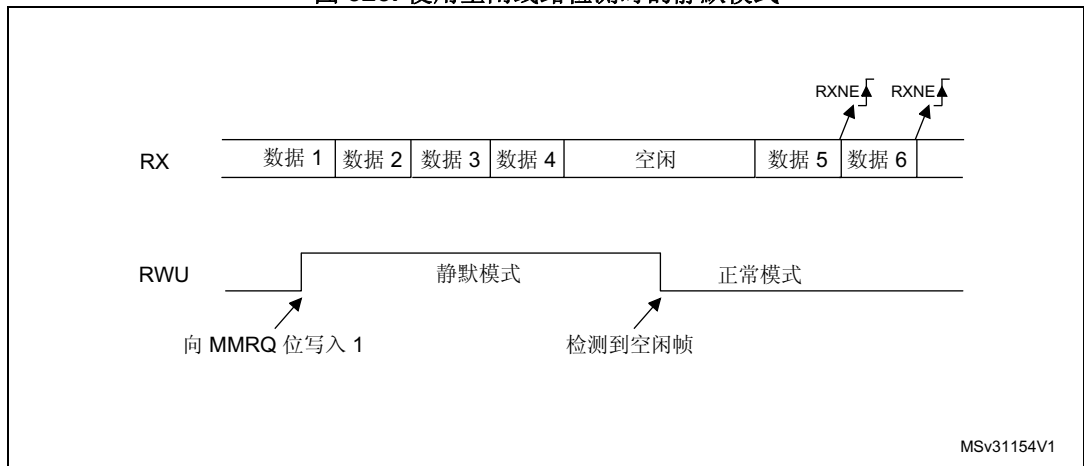 RXNE RXNE
RX 数据 1 数据 2 数据 3 数据 4 空闲 数据 5 数据 6
RWU 静默模式 正常模式
向 MMRQ 位写入 1 检测到空闲帧
MSv31154V1